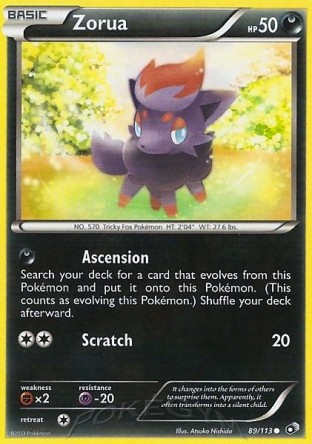 BASIC
Zorua HP50
NO. 570 Tricky Fox Pokémon HT: 2'04" WT: 27.6 lbs.
Ascension
Search your deck for a card that evolves from this
Pokémon and put it onto this Pokémon. (This
counts as evolving this Pokémon.) Shuffle your deck
afterward.
Scratch 20
weakness resistance
×2 -20
retreat
It changes into the forms of others
to surprise them. Apparently, it
often transforms into a silent child.
Illus. Atsuko Nishida 89/113
©2013 Pokémon